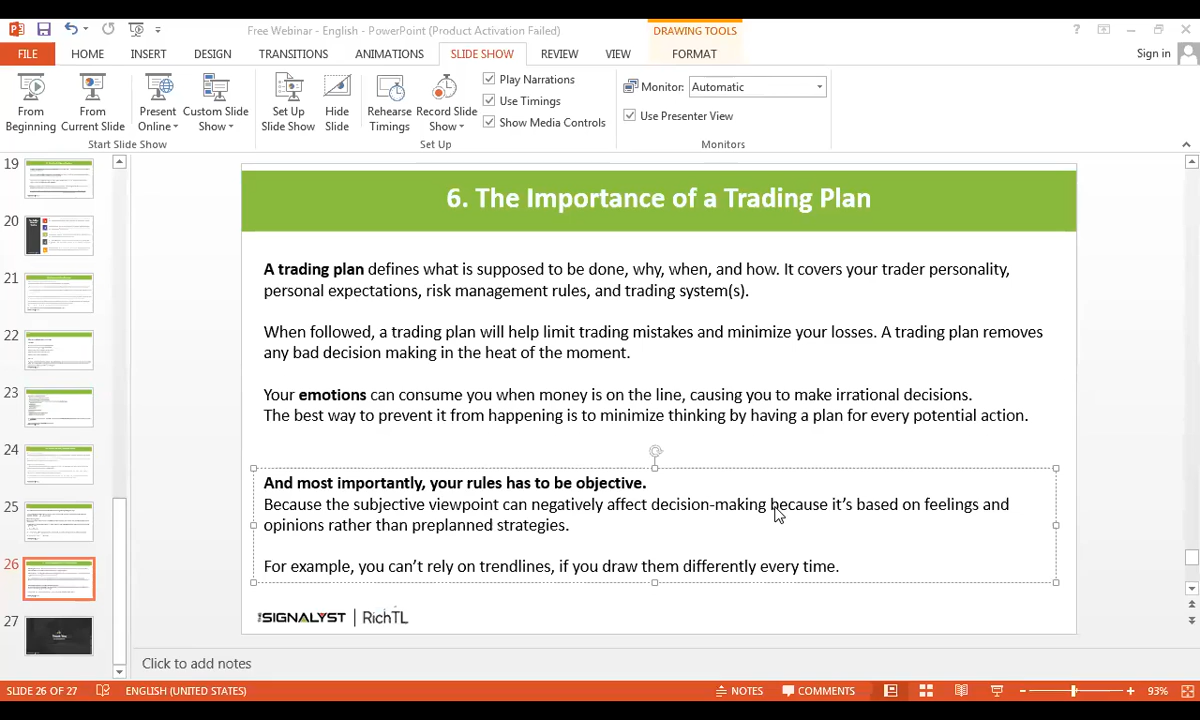 Free Webinar - English - PowerPoint (Product Activation Failed)
DRAWING TOOLS
?
FILE HOME INSERT DESIGN TRANSITIONS ANIMATIONS SLIDE SHOW REVIEW VIEW FORMAT
Sign in
From Beginning
From Current Slide
Present Online
Custom Slide Show
Start Slide Show
Set Up Slide Show
Hide Slide
Rehearse Timings
Record Slide Show
Play Narrations
Use Timings
Show Media Controls
Set Up
Monitor: Automatic
Use Presenter View
Monitors
19
20
21
22
23
24
25
26
27
6. The Importance of a Trading Plan
A trading plan defines what is supposed to be done, why, when, and how. It covers your trader personality,
personal expectations, risk management rules, and trading system(s).
When followed, a trading plan will help limit trading mistakes and minimize your losses. A trading plan removes
any bad decision making in the heat of the moment.
Your emotions can consume you when money is on the line, causing you to make irrational decisions.
The best way to prevent it from happening is to minimize thinking by having a plan for every potential action.
And most importantly, your rules has to be objective.
Because the subjective viewpoint can negatively affect decision-making because it's based on feelings and
opinions rather than preplanned strategies.
For example, you can't rely on trendlines, if you draw them differently every time.
THE SIGNALYST | RichTL
Click to add notes
SLIDE 26 OF 27 ENGLISH (UNITED STATES) NOTES COMMENTS 93%